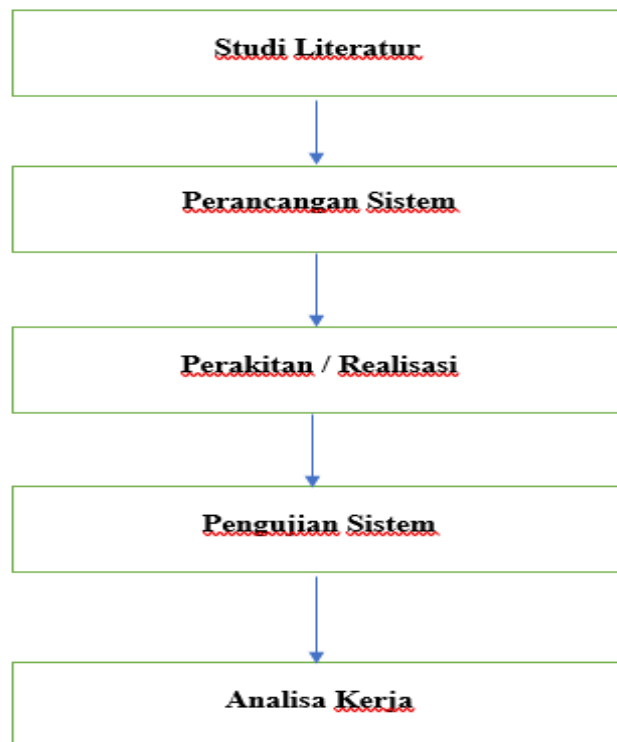 Studi Literatur
Perancangan Sistem
Perakitan / Realisasi
Pengujian Sistem
Analisa Kerja